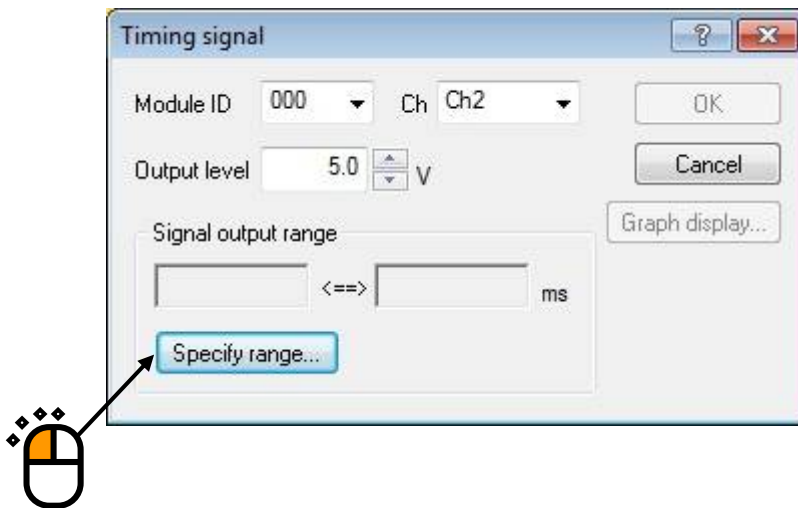 Timing signal
Module ID 000 Ch Ch2 OK
Output level 5.0 V Cancel
Graph display...
Signal output range
<==> ms
Specify range...